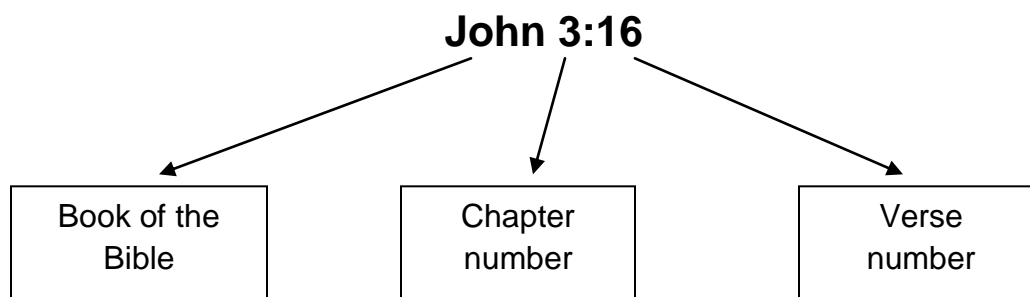 John 3:16
Book of the
Bible
Chapter
number
Verse
number